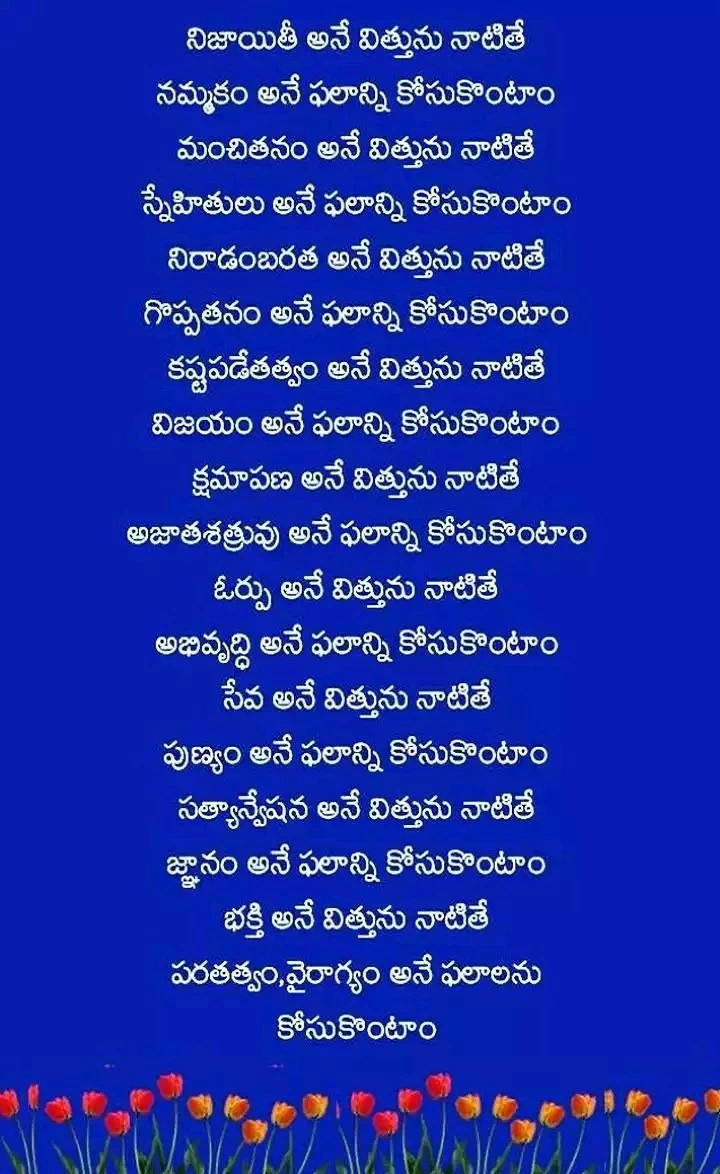 నిజాయితీ అనే విత్తును నాటితే
నమ్మకం అనే ఫలాన్ని కోసుకొంటాం
మంచితనం అనే విత్తును నాటితే
స్నేహితులు అనే ఫలాన్ని కోసుకొంటాం
నిరాడంబరత అనే విత్తును నాటితే
గొప్పతనం అనే ఫలాన్ని కోసుకొంటాం
కష్టపడేతత్వం అనే విత్తును నాటితే
విజయం అనే ఫలాన్ని కోసుకొంటాం
క్షమాపణ అనే విత్తును నాటితే
అజాతశత్రువు అనే ఫలాన్ని కోసుకొంటాం
ఓర్పు అనే విత్తును నాటితే
అభివృద్ధి అనే ఫలాన్ని కోసుకొంటాం
సేవ అనే విత్తును నాటితే
పుణ్యం అనే ఫలాన్ని కోసుకొంటాం
సత్యాన్వేషన అనే విత్తును నాటితే
జ్ఞానం అనే ఫలాన్ని కోసుకొంటాం
భక్తి అనే విత్తును నాటితే
పరతత్వం,వైరాగ్యం అనే ఫలాలను
కోసుకొంటాం